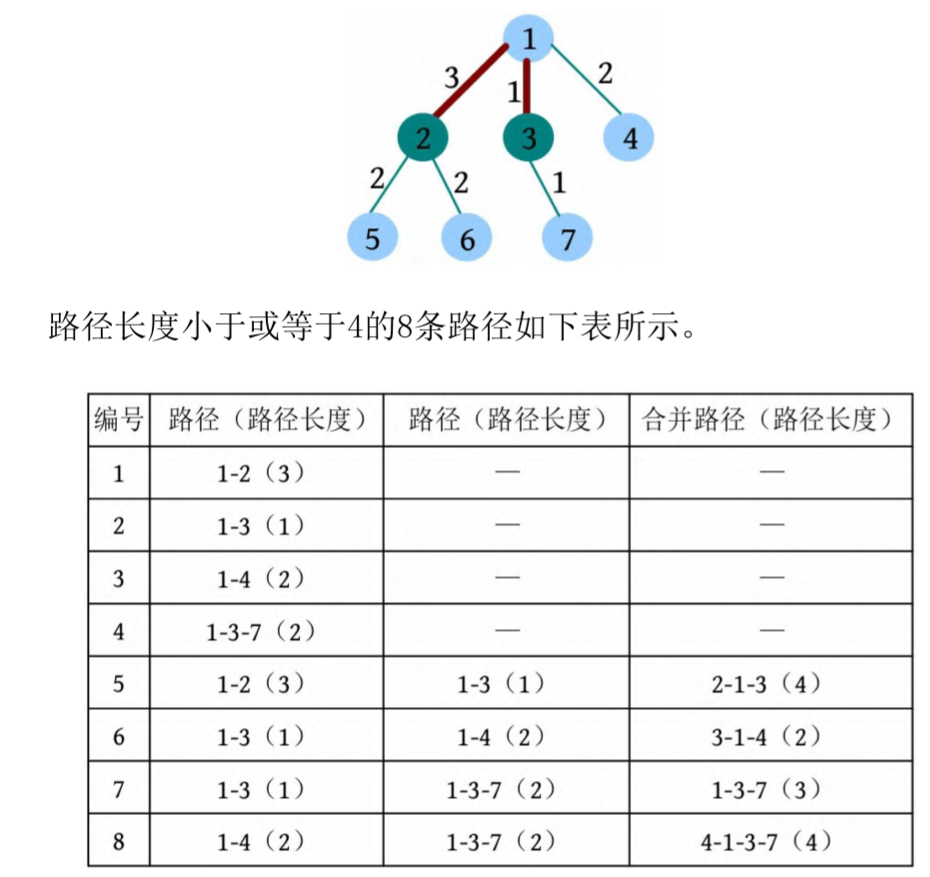 1
3 1 2
2 3 4
2 2 1
5 6 7
路径长度小于或等于4的8条路径如下表所示。
编号 路径（路径长度） 路径（路径长度） 合并路径（路径长度）
1 1-2（3） — —
2 1-3（1） — —
3 1-4（2） — —
4 1-3-7（2） — —
5 1-2（3） 1-3（1） 2-1-3（4）
6 1-3（1） 1-4（2） 3-1-4（2）
7 1-3（1） 1-3-7（2） 1-3-7（3）
8 1-4（2） 1-3-7（2） 4-1-3-7（4）